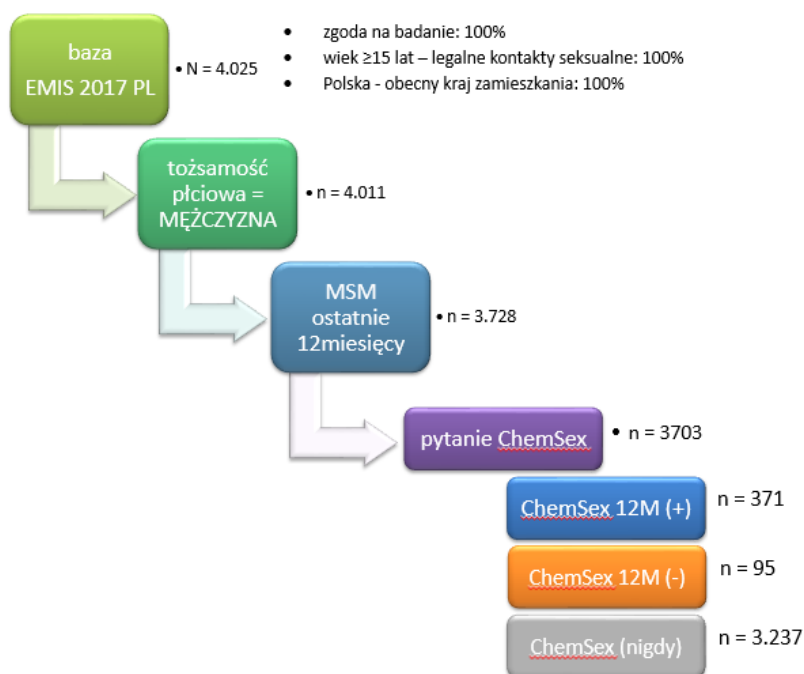 baza
EMIS 2017 PL
• N = 4.025
• zgoda na badanie: 100%
• wiek ≥15 lat – legalne kontakty seksualne: 100%
• Polska - obecny kraj zamieszkania: 100%
tożsamość
płciowa =
MĘŻCZYZNA
• n = 4.011
MSM
ostatnie
12miesięcy
• n = 3.728
pytanie ChemSex
• n = 3703
ChemSex 12M (+)
n = 371
ChemSex 12M (-)
n = 95
ChemSex (nigdy)
n = 3.237